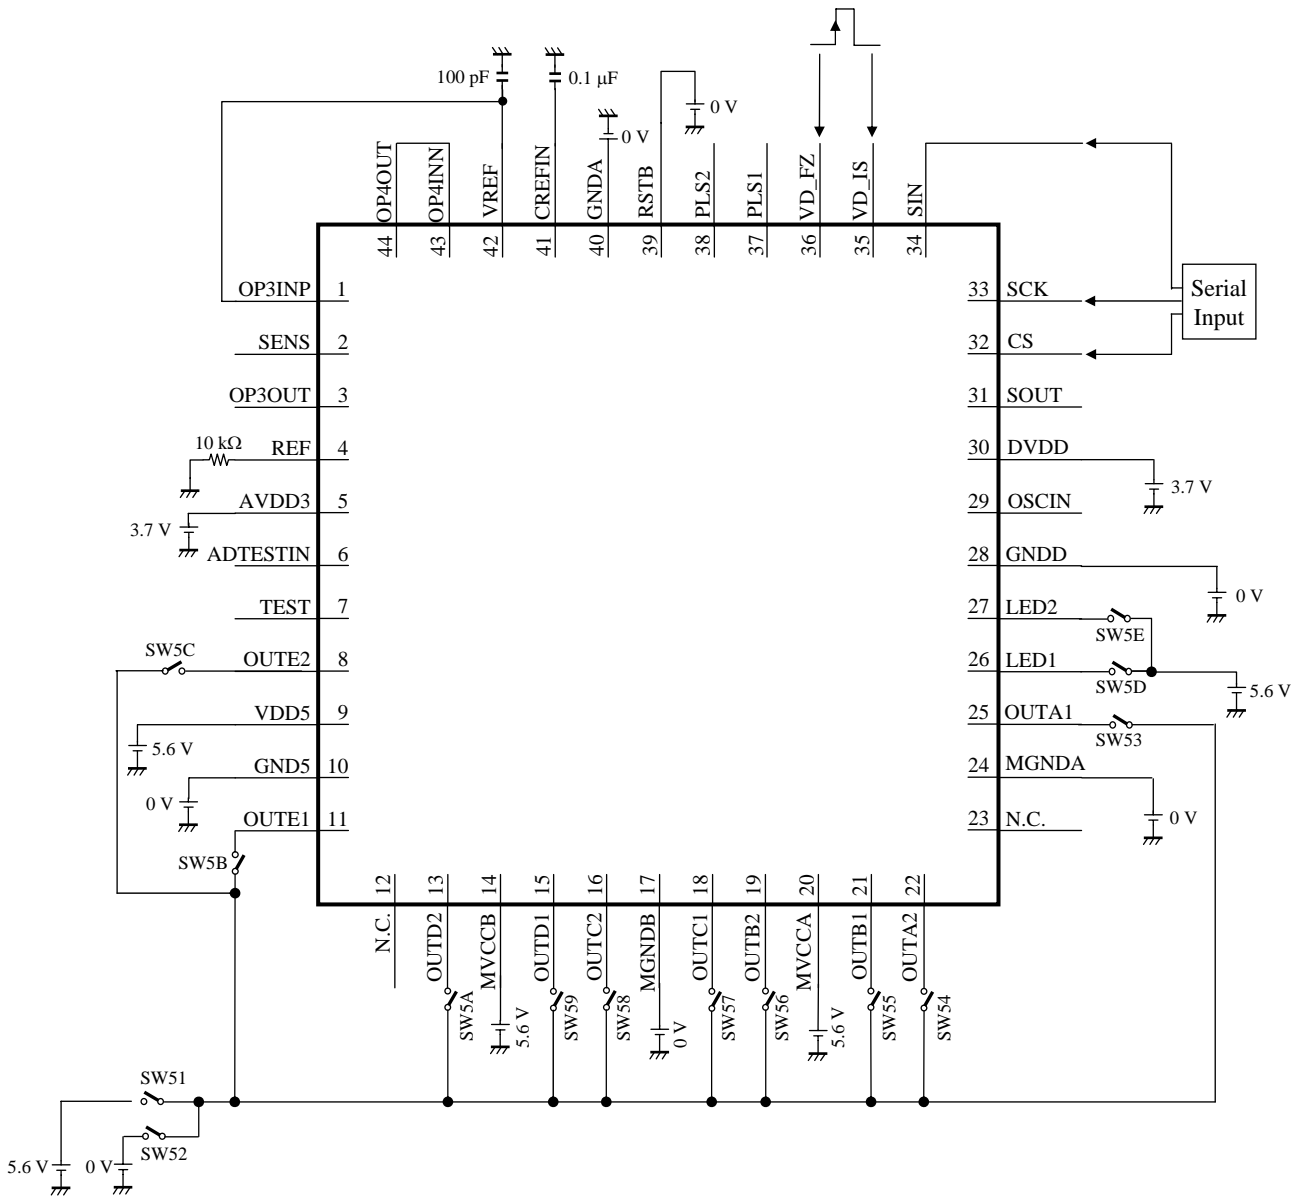 100 pF
0.1 μF
0 V
0 V
OP4OUT
OP4INN
VREF
CREFIN
GNDA
RSTB
PLS2
PLS1
VD_FZ
VD_IS
SIN
44
43
42
41
40
39
38
37
36
35
34
OP3INP 1
SENS 2
OP3OUT 3
10 kΩ
REF 4
AVDD3 5
3.7 V
ADTESTIN 6
TEST 7
SW5C
OUTE2 8
VDD5 9
5.6 V
GND5 10
0 V
OUTE1 11
SW5B
33 SCK
Serial
Input
32 CS
31 SOUT
30 DVDD
3.7 V
29 OSCIN
28 GNDD
0 V
27 LED2
SW5E
26 LED1
SW5D
5.6 V
25 OUTA1
SW53
24 MGNDA
0 V
23 N.C.
12
13
14
15
16
17
18
19
20
21
22
N.C.
OUTD2
MVCCB
OUTD1
OUTC2
MGNDB
OUTC1
OUTB2
MVCCA
OUTB1
OUTA2
SW5A
5.6 V
SW59
SW58
0 V
SW57
SW56
5.6 V
SW55
SW54
SW51
SW52
5.6 V
0 V